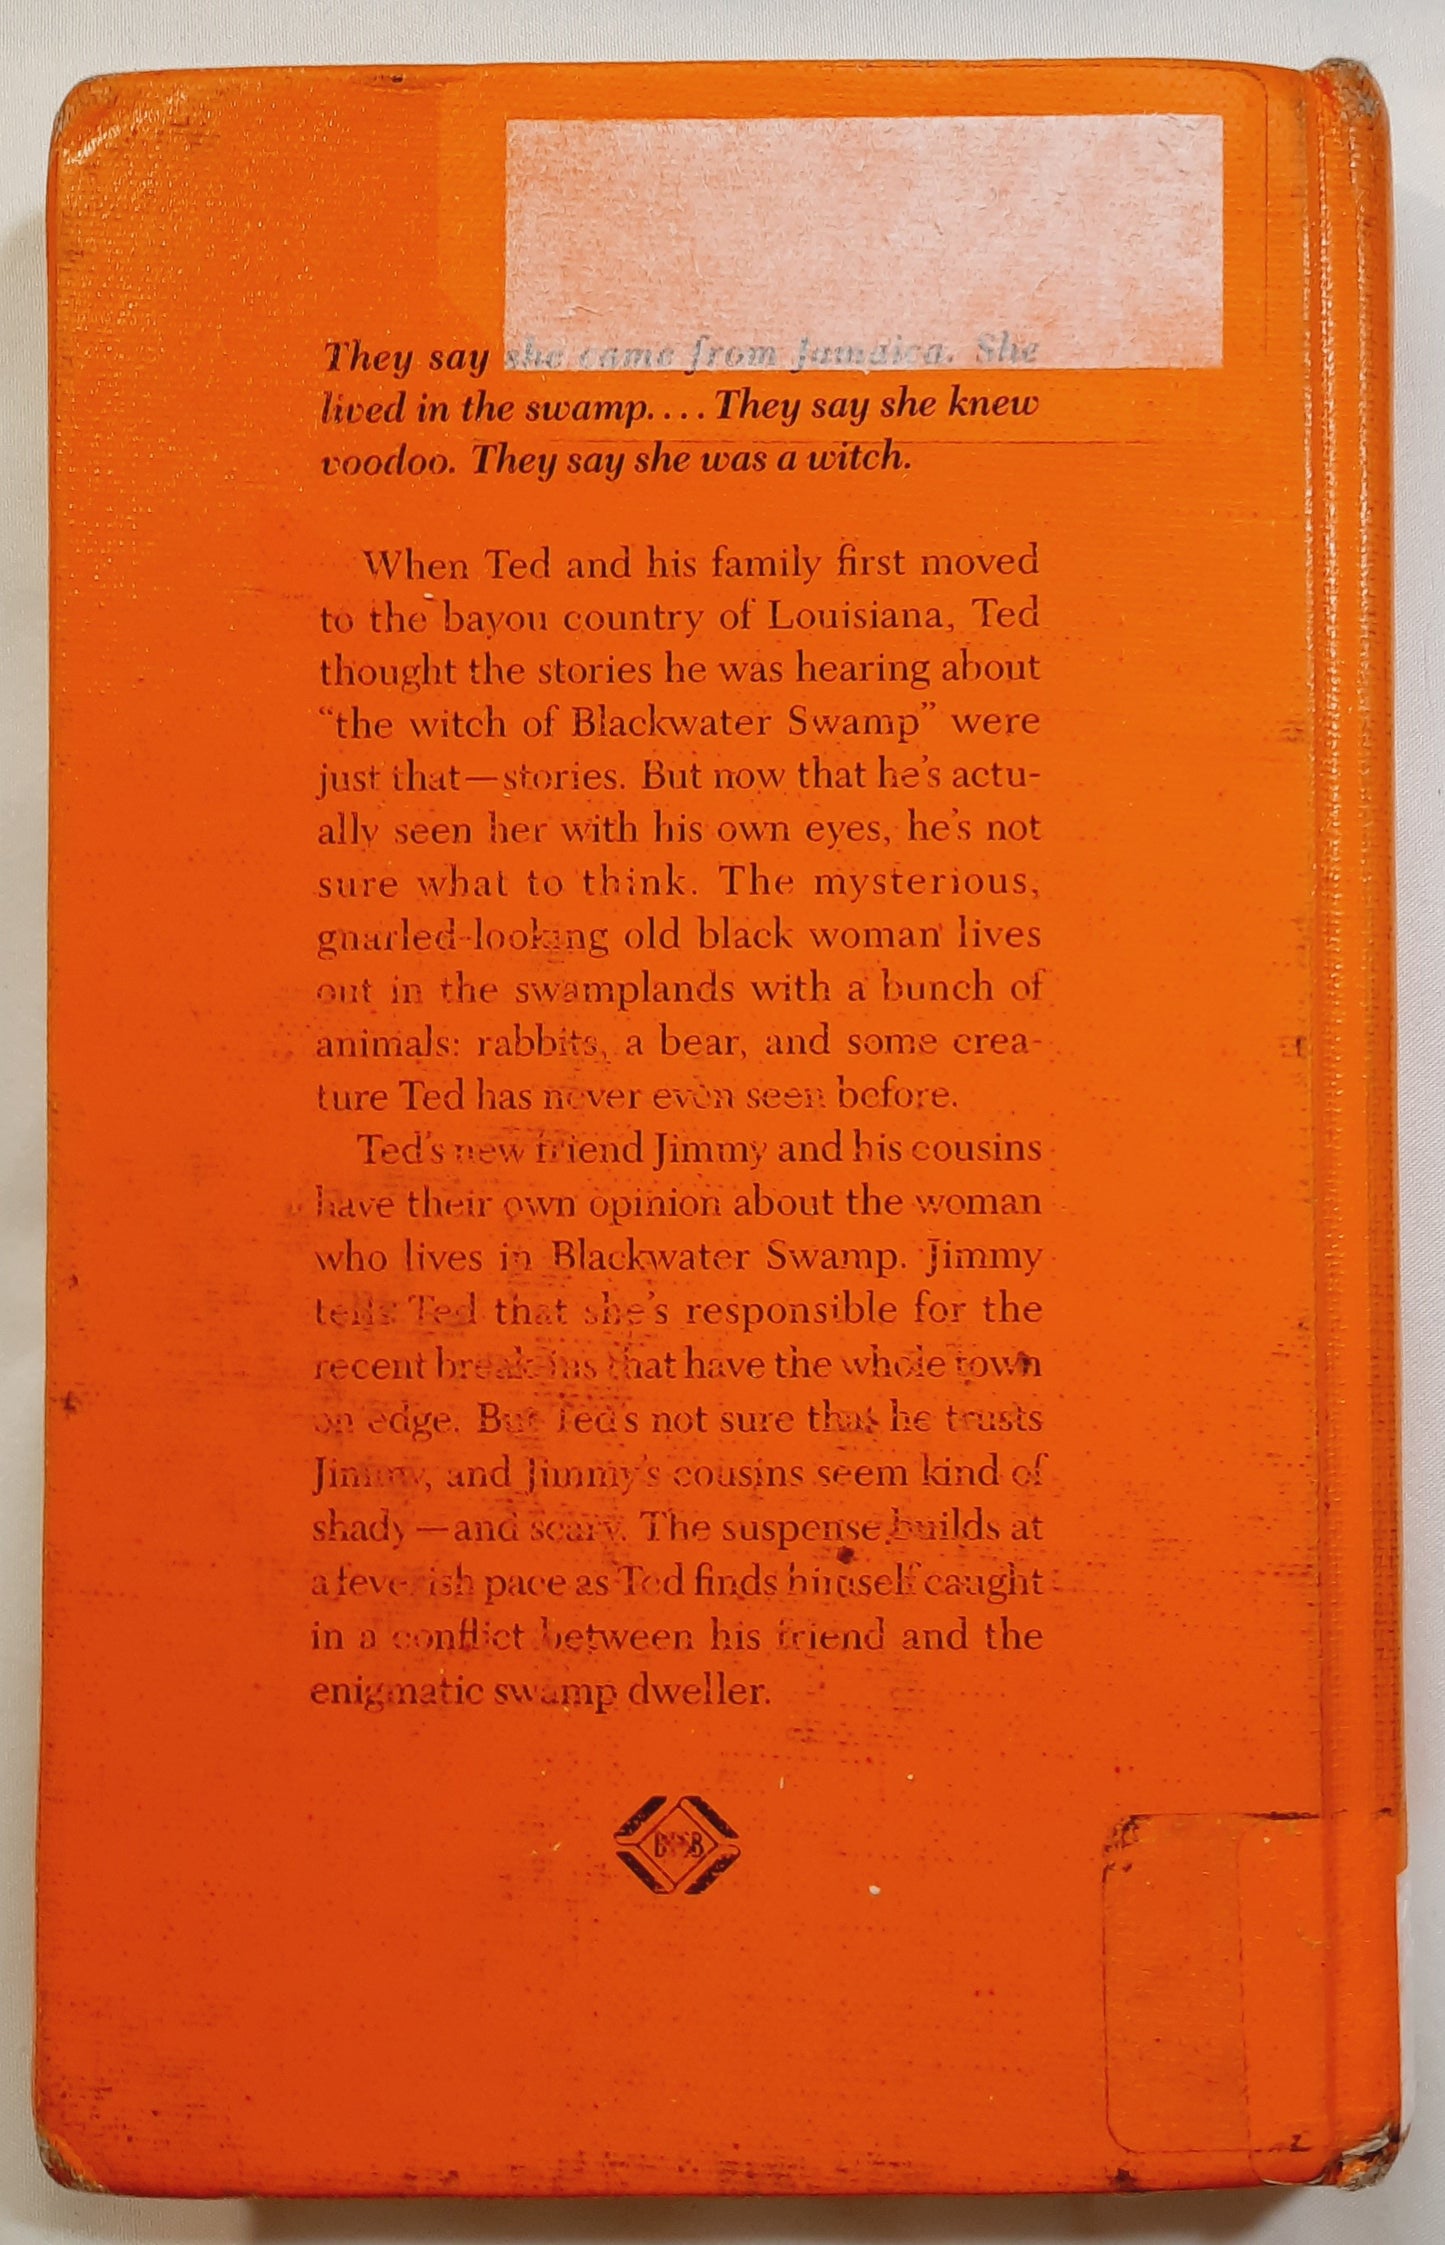 They say she came from Jamaica. She
lived in the swamp.... They say she knew
voodoo. They say she was a witch.
When Ted and his family first moved
to the bayou country of Louisiana, Ted
thought the stories he was hearing about
“the witch of Blackwater Swamp” were
just that—stories. But now that he's actu-
ally seen her with his own eyes, he's not
sure what to think. The mysterious,
gnarled-looking old black woman lives
out in the swamplands with a bunch of
animals: rabbits, a bear, and some crea-
ture Ted has never even seen before.
Ted's new friend Jimmy and his cousins
have their own opinion about the woman
who lives in Blackwater Swamp. Jimmy
tells Ted that she's responsible for the
recent break-ins that have the whole town
on edge. But Ted's not sure that he trusts
Jimmy, and Jimmy's cousins seem kind of
shady—and scary. The suspense builds at
a feverish pace as Ted finds himself caught
in a conflict between his friend and the
enigmatic swamp dweller.